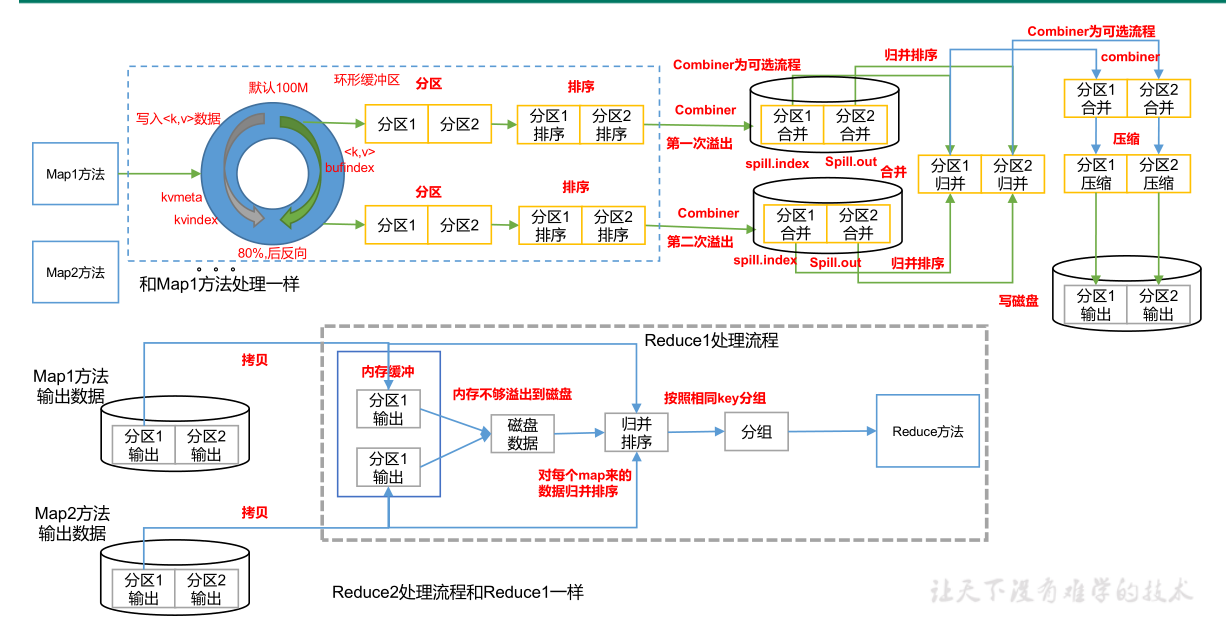 Combiner为可选流程
归并排序
Combiner为可选流程
combiner
默认100M
环形缓冲区
分区
排序
写入<k,v>数据
分区1
分区2
分区1
排序
分区2
排序
Combiner
第一次溢出
分区1
合并
分区2
合并
分区1
合并
分区2
合并
压缩
<k,v>
bufindex
spill.index
Spill.out
合并
分区1
归并
分区2
归并
分区1
压缩
分区2
压缩
Map1方法
kvmeta
kvindex
分区
排序
分区1
分区2
分区1
排序
分区2
排序
Combiner
第二次溢出
分区1
合并
分区2
合并
spill.index
Spill.out
归并排序
80%,后反向
Map2方法
。。。
和Map1方法处理一样
写磁盘
分区1
输出
分区2
输出
Reduce1处理流程
拷贝
Map1方法
输出数据
分区1
输出
分区2
输出
内存缓冲
分区1
输出
分区1
输出
内存不够溢出到磁盘
磁盘
数据
归并
排序
对每个map来的
数据归并排序
按照相同key分组
分组
Reduce方法
拷贝
Map2方法
输出数据
分区1
输出
分区2
输出
Reduce2处理流程和Reduce1一样
让天下没有难学的技术